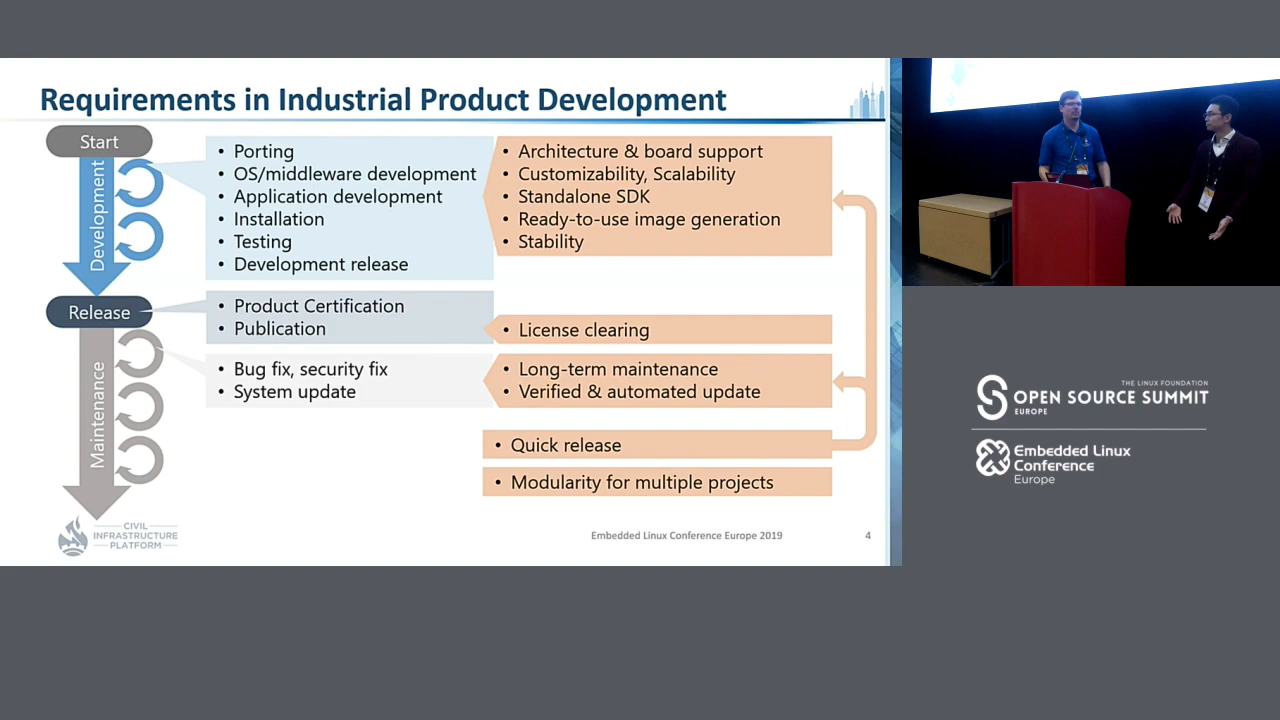 Requirements in Industrial Product Development
Start
Development
• Porting
• OS/middleware development
• Application development
• Installation
• Testing
• Development release
• Architecture & board support
• Customizability, Scalability
• Standalone SDK
• Ready-to-use image generation
• Stability
Release
• Product Certification
• Publication
• License clearing
Maintenance
• Bug fix, security fix
• System update
• Long-term maintenance
• Verified & automated update
• Quick release
• Modularity for multiple projects
CIVIL
INFRASTRUCTURE
PLATFORM
Embedded Linux Conference Europe 2019
4
THE LINUX FOUNDATION
OPEN SOURCE SUMMIT
EUROPE
Embedded Linux
Conference
Europe